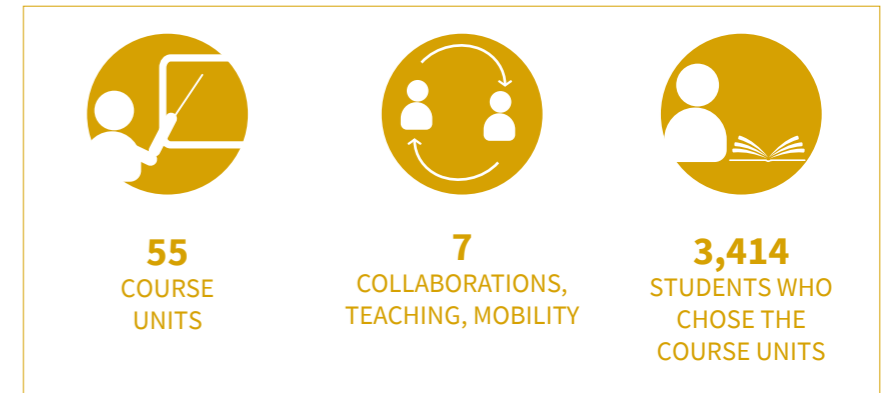 55
COURSE
UNITS
7
COLLABORATIONS,
TEACHING, MOBILITY
3,414
STUDENTS WHO
CHOSE THE
COURSE UNITS